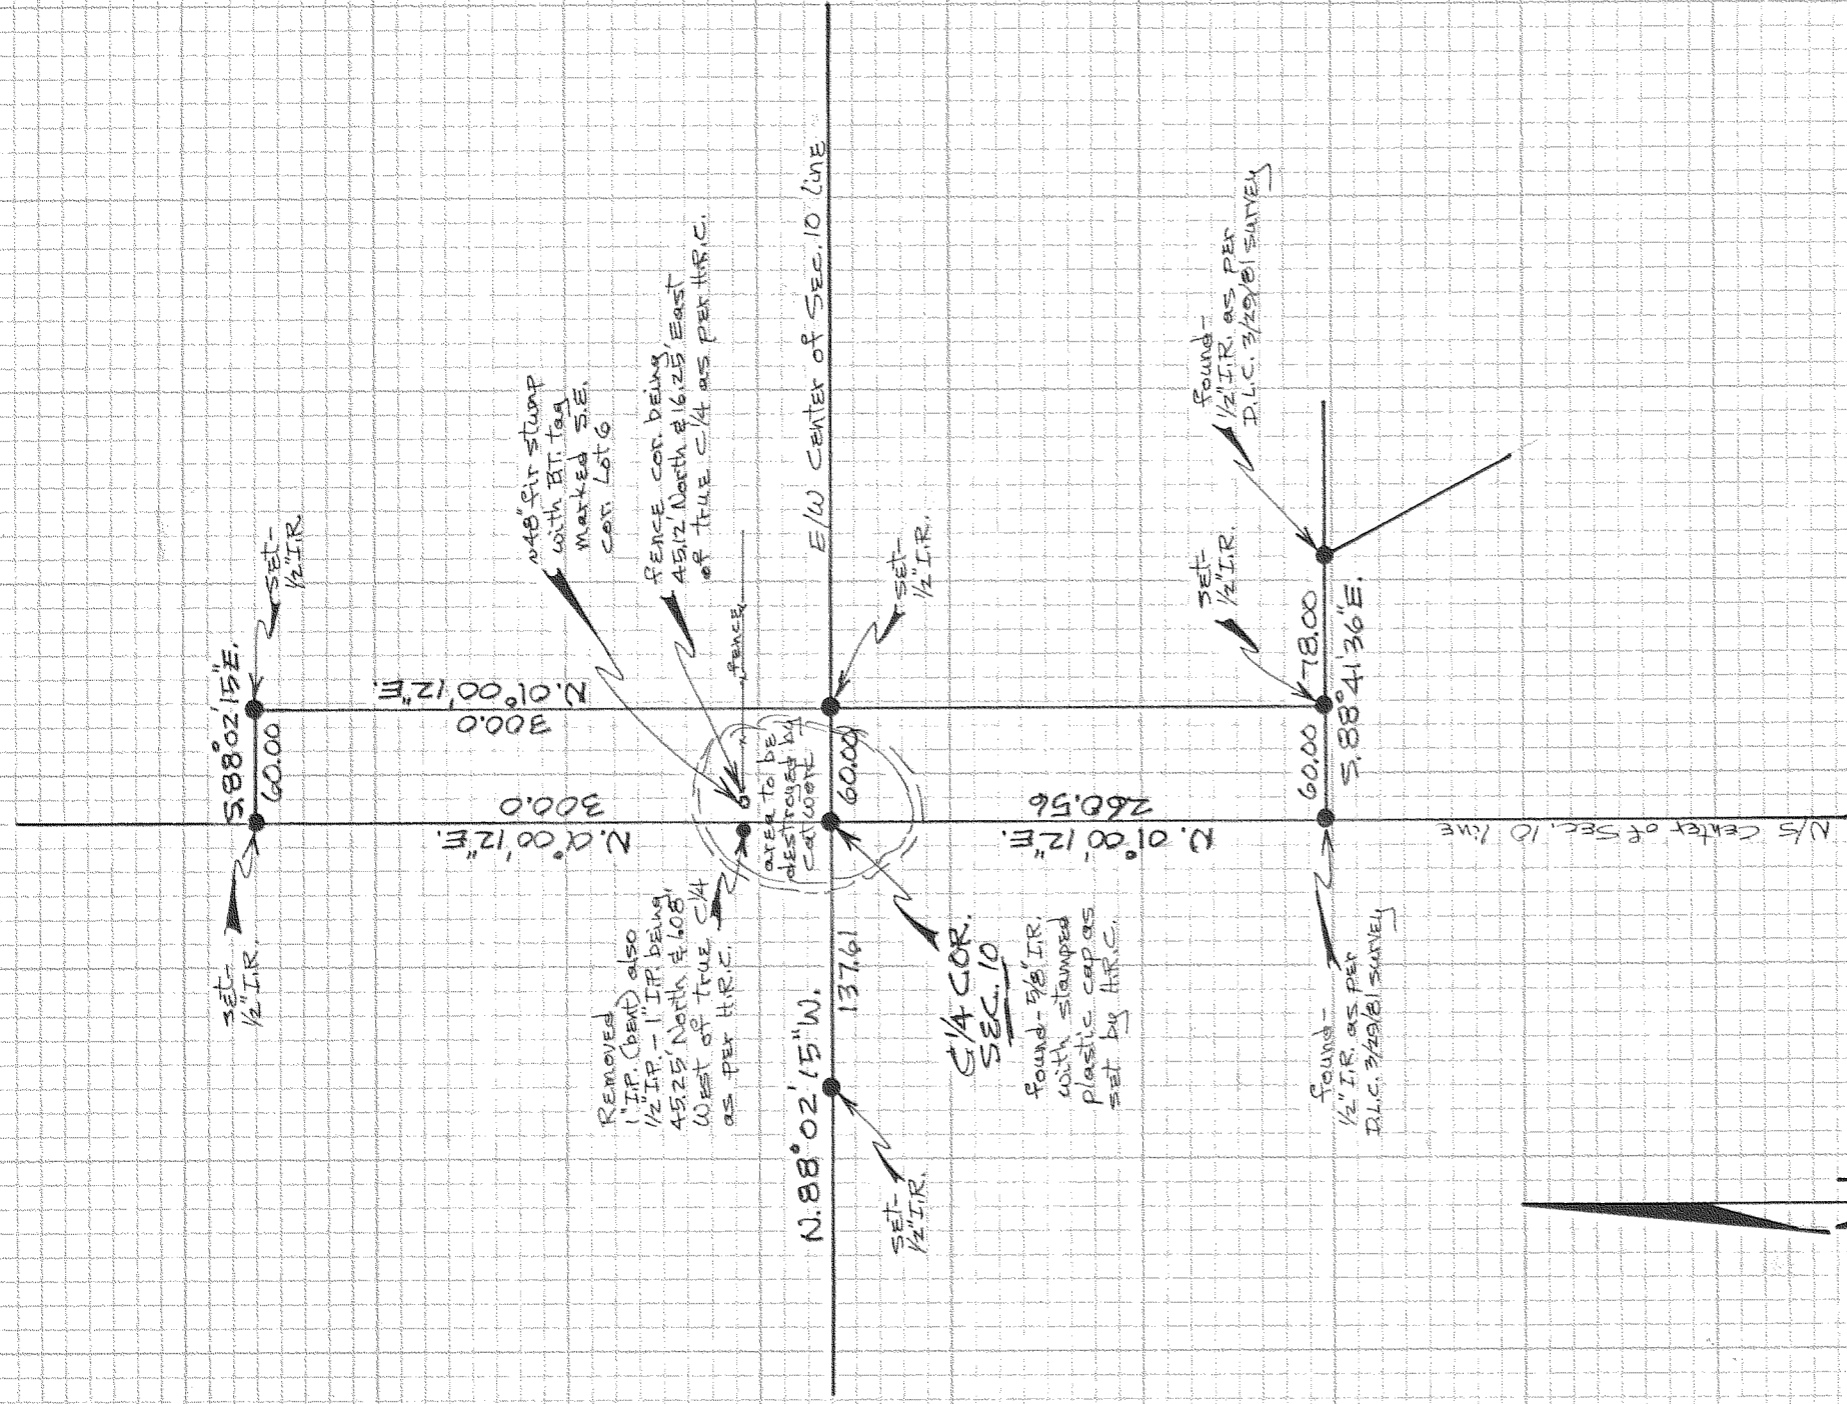 S.88°02'15"E.
60.00
SET-
1/2"I.R.
SET-
1/2"I.R.
N.01°00'12"E.
300.0
N.01°00'12"E.
300.0
~48" fir stump
with B.T. tag
marked S.E.
cor. Lot 6
fence cor. being
45.12' North & 16.25' East
of true C1/4 as per H.R.C.
fence
E/W Center of Sec. 10 line
Removed
1" I.P. (bent) also
1/2" I.P. - 1" I.P. being
45.25' North & 6.08'
West of true C1/4
as per H.R.C.
area to be
destroyed by
cat work
60.00
SET-
1/2"I.R.
N.88°02'15"W.
137.61
SET-
1/2"I.R.
C1/4 COR.
SEC. 10
found - 5/8" I.R.
with stamped
plastic cap as
set by H.R.C.
N.01°00'12"E.
260.56
SET-
1/2"I.R.
found-
1/2" I.R. as per
D.L.C. 3/29/81 survey
60.00
78.00
S.88°41'36"E.
found-
1/2" I.R. as per
D.L.C. 3/29/81 survey
N/S Center of Sec. 10 line